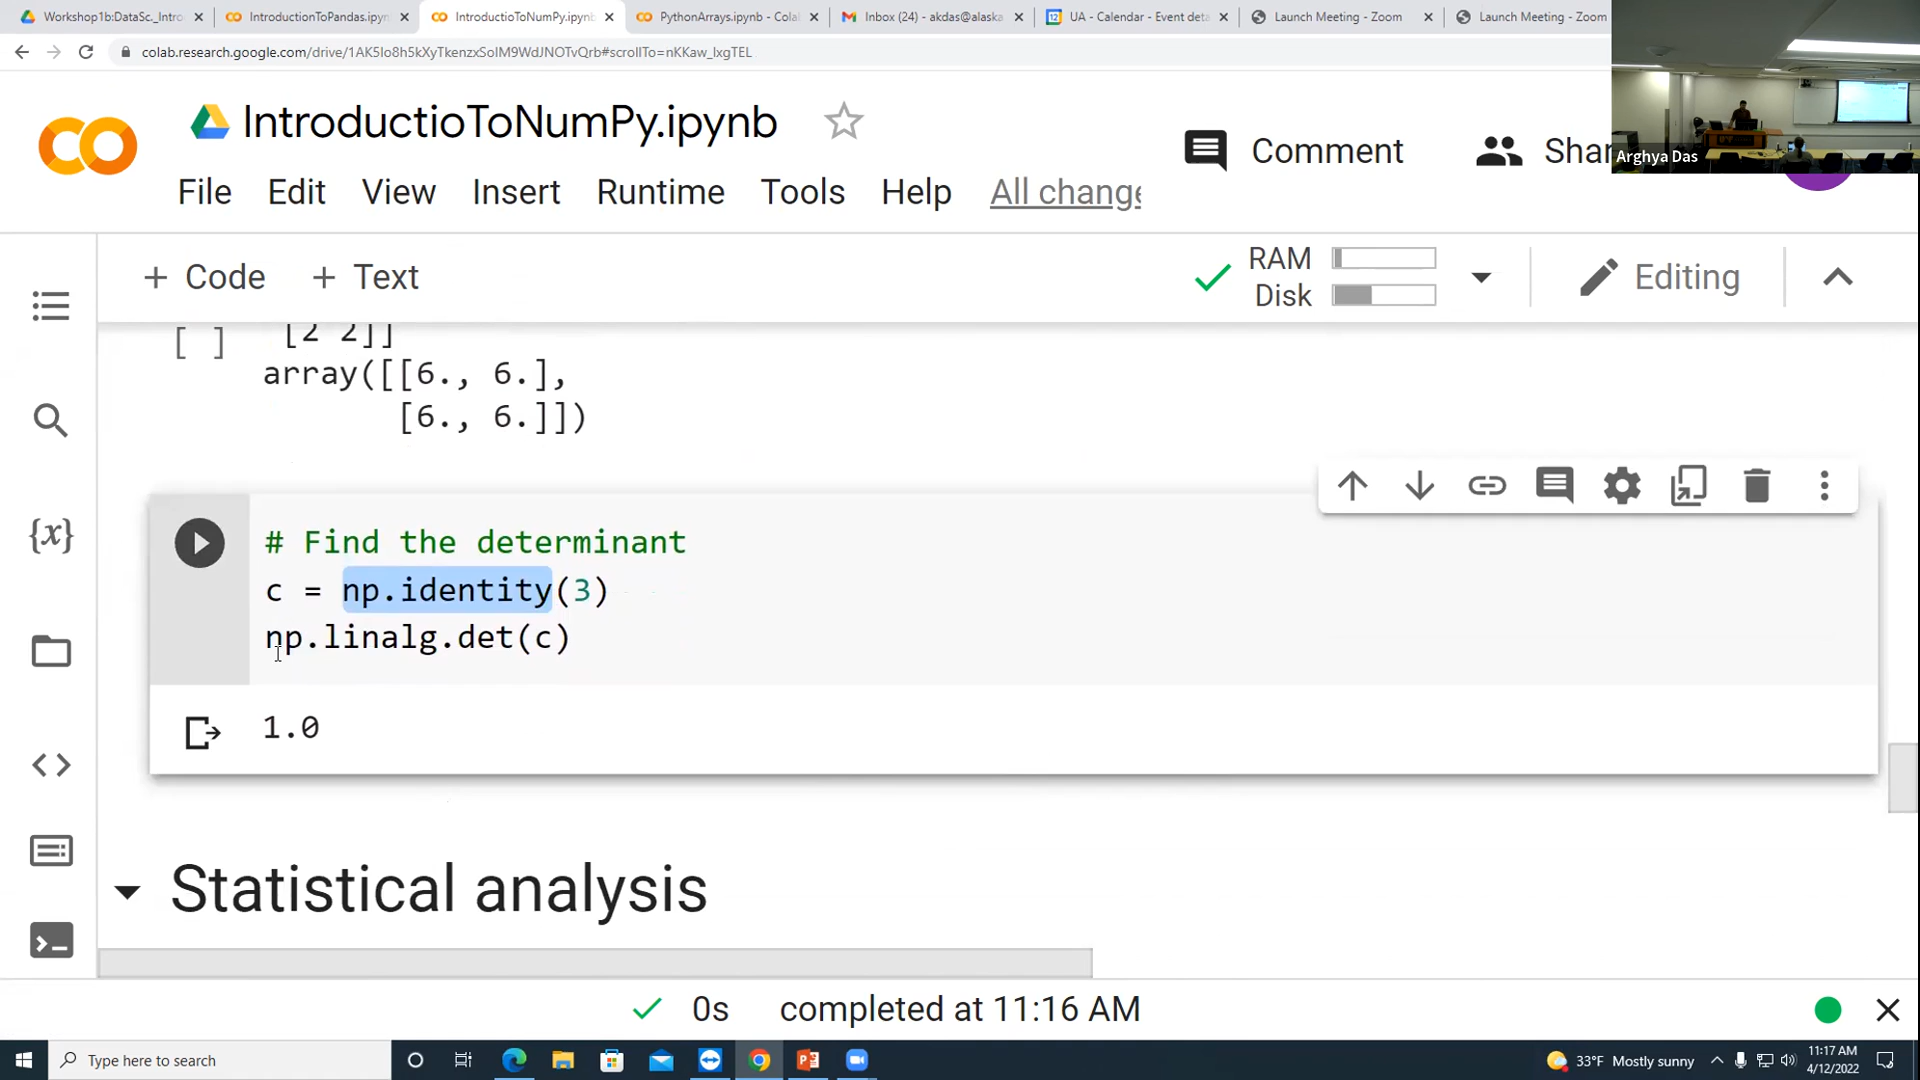 Workshop1b:DataSc._Intro
IntroductionToPandas.ipyn
IntroductioToNumPy.ipynb
PythonArrays.ipynb - Cola
Inbox (24) - akdas@alaska
UA - Calendar - Event deta
Launch Meeting - Zoom
Launch Meeting - Zoom
colab.research.google.com/drive/1AK5Io8h5kXyTkenzxSolM9WdJNOTvQrb#scrollTo=nKKaw_lxgTEL
Arghya Das
IntroductioToNumPy.ipynb
Comment
Shar
File Edit View Insert Runtime Tools Help All change
+ Code + Text
RAM
Disk
Editing
[ ]
[2 2]]
array([[6., 6.],
[6., 6.]])
# Find the determinant
c = np.identity(3)
np.linalg.det(c)
1.0
Statistical analysis
0s completed at 11:16 AM
Type here to search
33°F Mostly sunny
11:17 AM
4/12/2022